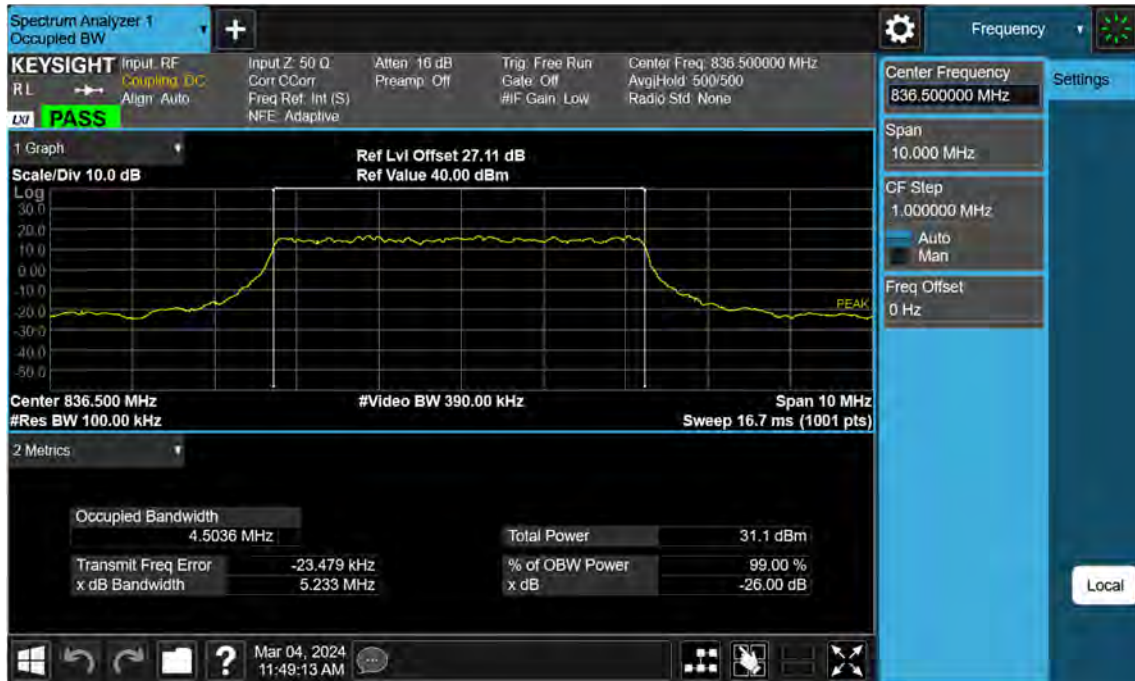 Spectrum Analyzer 1
Occupied BW
+
Frequency
KEYSIGHT
R L
LXI
PASS
Input: RF
Coupling: DC
Align: Auto
Input Z: 50 Ω
Corr CCorr
Freq Ref: Int (S)
NFE: Adaptive
Atten: 16 dB
Preamp: Off
Trig: Free Run
Gate: Off
#IF Gain: Low
Center Freq: 836.500000 MHz
Avg|Hold: 500/500
Radio Std: None
Center Frequency
836.500000 MHz
Settings
Span
10.000 MHz
CF Step
1.000000 MHz
Auto
Man
Freq Offset
0 Hz
1 Graph
Scale/Div 10.0 dB
Ref Lvl Offset 27.11 dB
Ref Value 40.00 dBm
Log
30.0
20.0
10.0
0.00
-10.0
-20.0
-30.0
-40.0
-50.0
PEAK
Center 836.500 MHz
#Video BW 390.00 kHz
Span 10 MHz
#Res BW 100.00 kHz
Sweep 16.7 ms (1001 pts)
2 Metrics
Occupied Bandwidth
4.5036 MHz
Total Power 31.1 dBm
Transmit Freq Error -23.479 kHz
% of OBW Power 99.00 %
x dB Bandwidth 5.233 MHz
x dB -26.00 dB
Local
?
Mar 04, 2024
11:49:13 AM